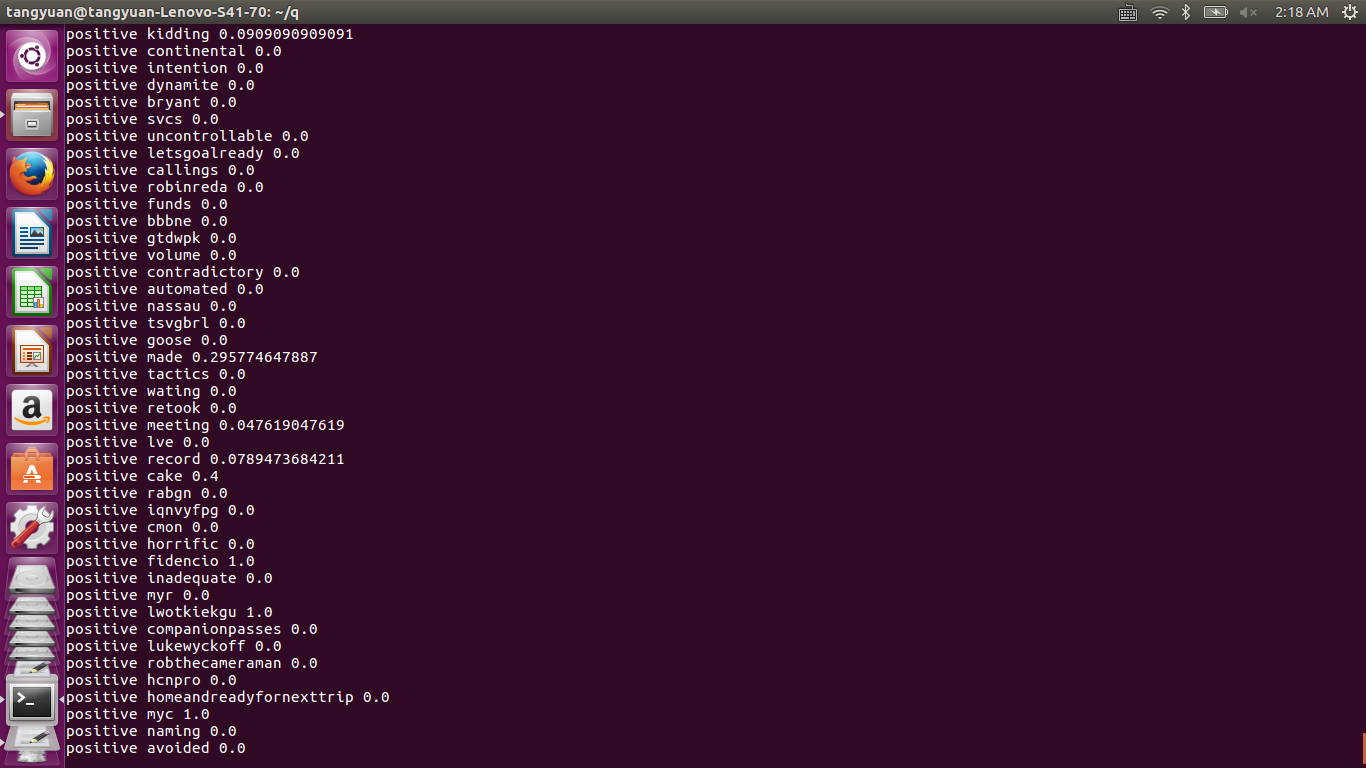 tangyuan@tangyuan-Lenovo-S41-70: ~/q
2:18 AM
positive kidding 0.0909090909091
positive continental 0.0
positive intention 0.0
positive dynamite 0.0
positive bryant 0.0
positive svcs 0.0
positive uncontrollable 0.0
positive letsgoalready 0.0
positive callings 0.0
positive robinreda 0.0
positive funds 0.0
positive bbbne 0.0
positive gtdwpk 0.0
positive volume 0.0
positive contradictory 0.0
positive automated 0.0
positive nassau 0.0
positive tsvgbrl 0.0
positive goose 0.0
positive made 0.295774647887
positive tactics 0.0
positive wating 0.0
positive retook 0.0
positive meeting 0.047619047619
positive lve 0.0
positive record 0.0789473684211
positive cake 0.4
positive rabgn 0.0
positive iqnvyfpg 0.0
positive cmon 0.0
positive horrific 0.0
positive fidencio 1.0
positive inadequate 0.0
positive myr 0.0
positive lwotkiekgu 1.0
positive companionpasses 0.0
positive lukewyckoff 0.0
positive robthecameraman 0.0
positive hcnpro 0.0
positive homeandreadyfornexttrip 0.0
positive myc 1.0
positive naming 0.0
positive avoided 0.0